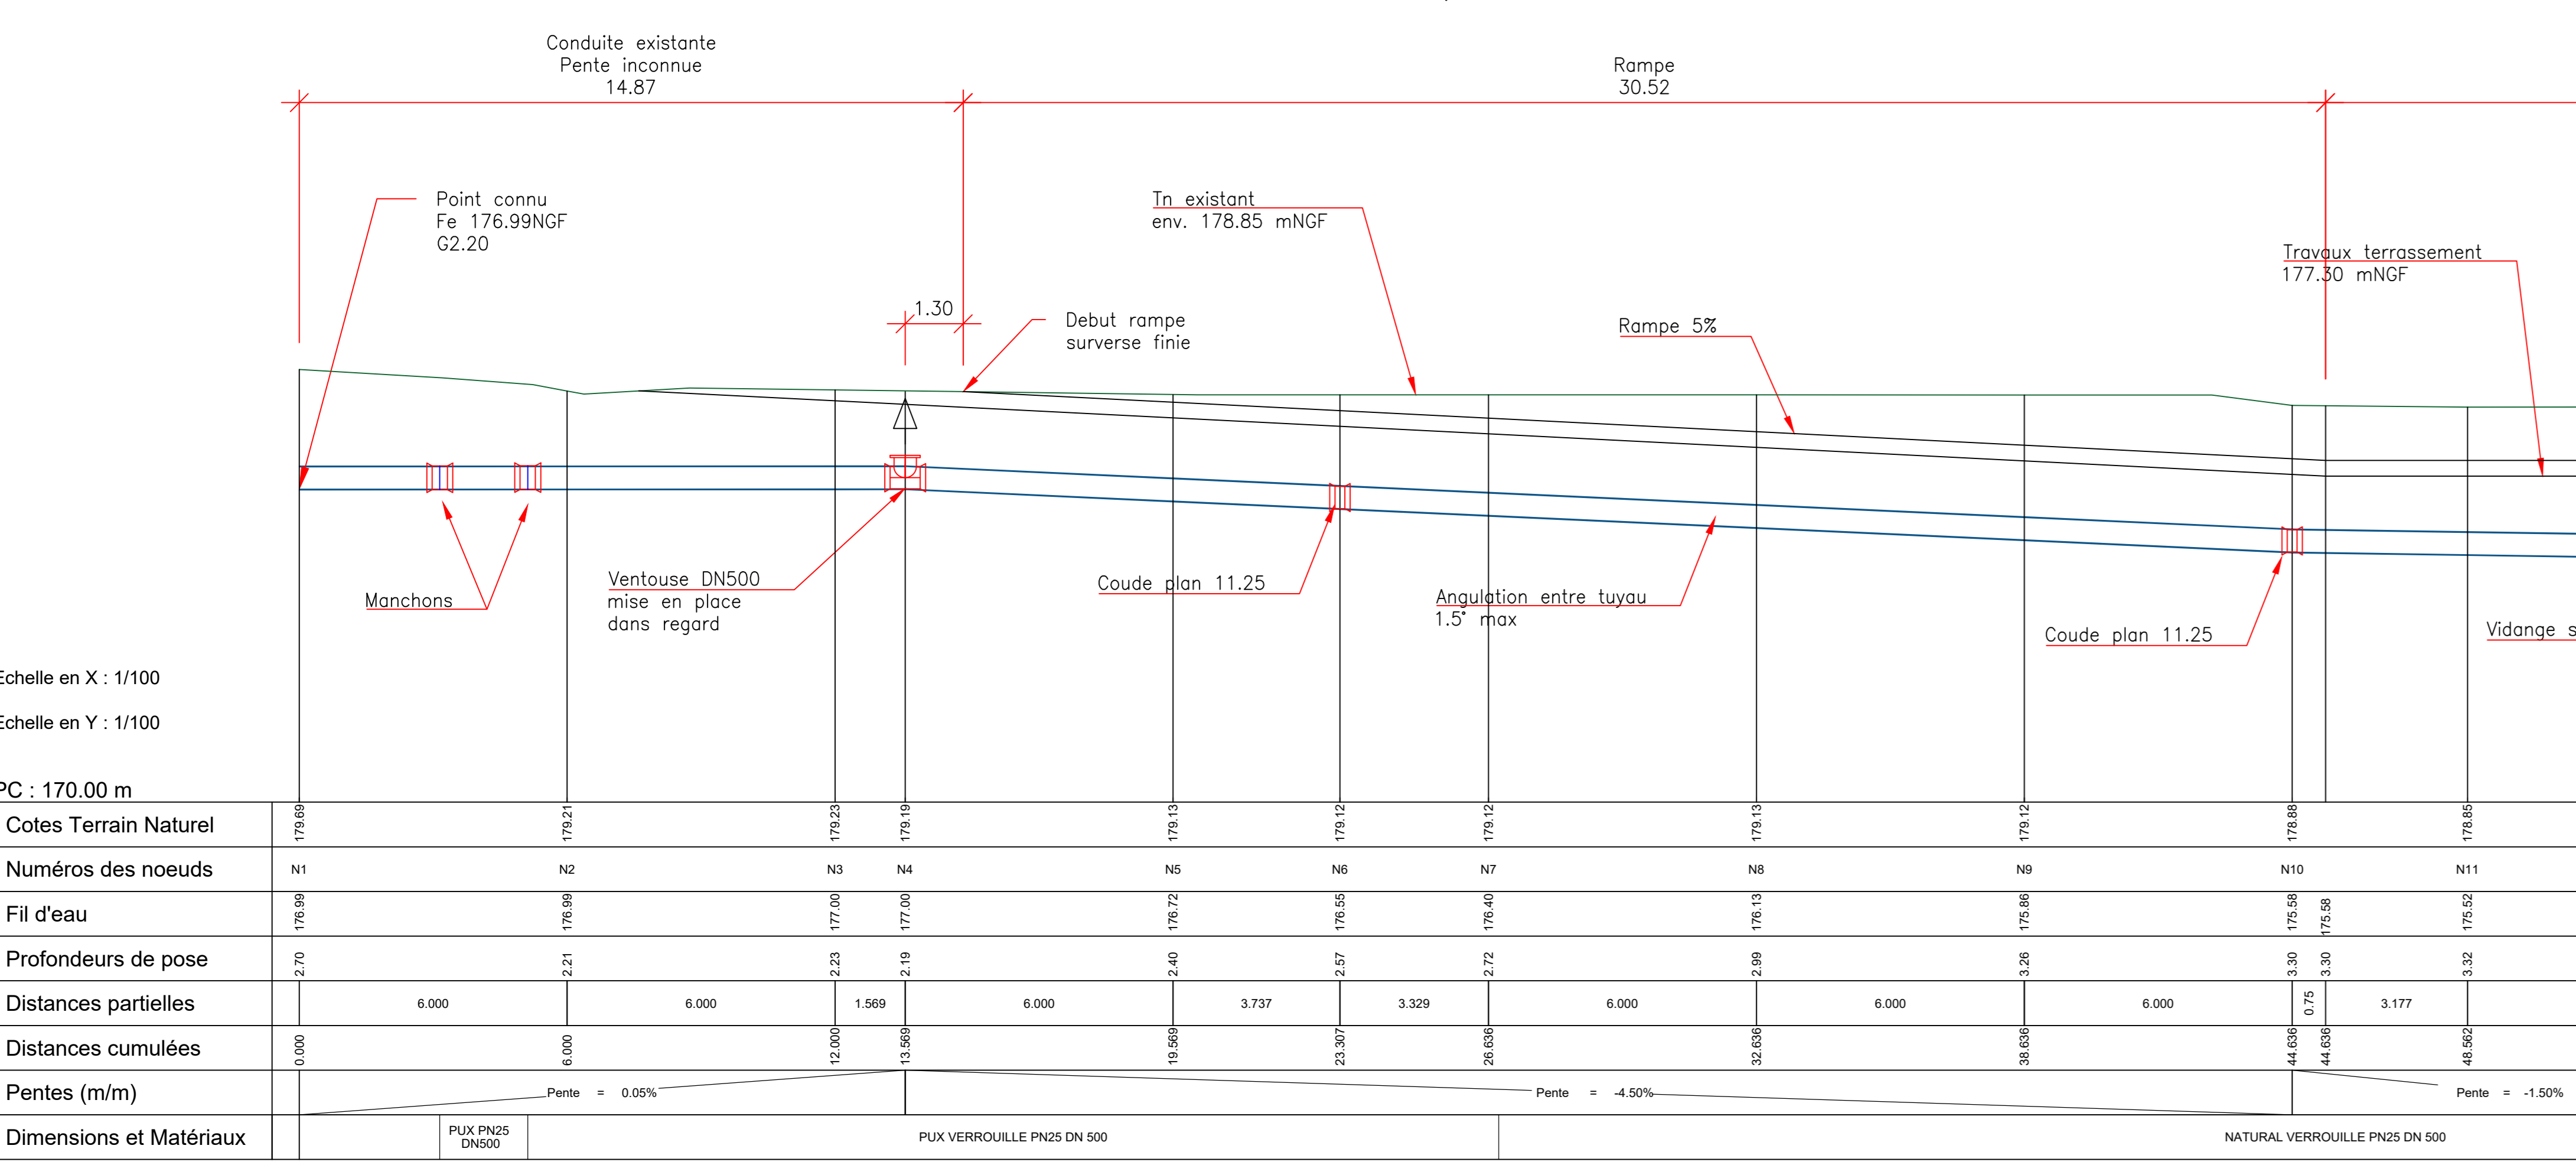 Conduite existante
Pente inconnue
14.87
Rampe
30.52
Point connu
Fe 176.99NGF
G2.20
Tn existant
env. 178.85 mNGF
Travaux terrassement
177.30 mNGF
1.30
Debut rampe
surverse finie
Rampe 5%
Manchons
Ventouse DN500
mise en place
dans regard
Coude plan 11.25
Angulation entre tuyau
1.5° max
Coude plan 11.25
Vidange s
Echelle en X : 1/100
Echelle en Y : 1/100
PC : 170.00 m
Cotes Terrain Naturel 179.69 179.21 179.23 179.19 179.13 179.12 179.12 179.13 179.12 178.88 178.85
Numéros des noeuds N1 N2 N3 N4 N5 N6 N7 N8 N9 N10 N11
Fil d'eau 176.99 176.99 177.00 177.00 176.72 176.55 176.40 176.13 175.86 175.58 175.58 175.52
Profondeurs de pose 2.70 2.21 2.23 2.19 2.40 2.57 2.72 2.99 3.26 3.30 3.30 3.32
Distances partielles 6.000 6.000 1.569 6.000 3.737 3.329 6.000 6.000 6.000 0.75 3.177
Distances cumulées 0.000 6.000 12.000 13.569 19.569 23.307 26.636 32.636 38.636 44.636 44.636 48.562
Pentes (m/m) Pente = 0.05% Pente = -4.50% Pente = -1.50%
Dimensions et Matériaux PUX PN25
DN500
PUX VERROUILLE PN25 DN 500 NATURAL VERROUILLE PN25 DN 500